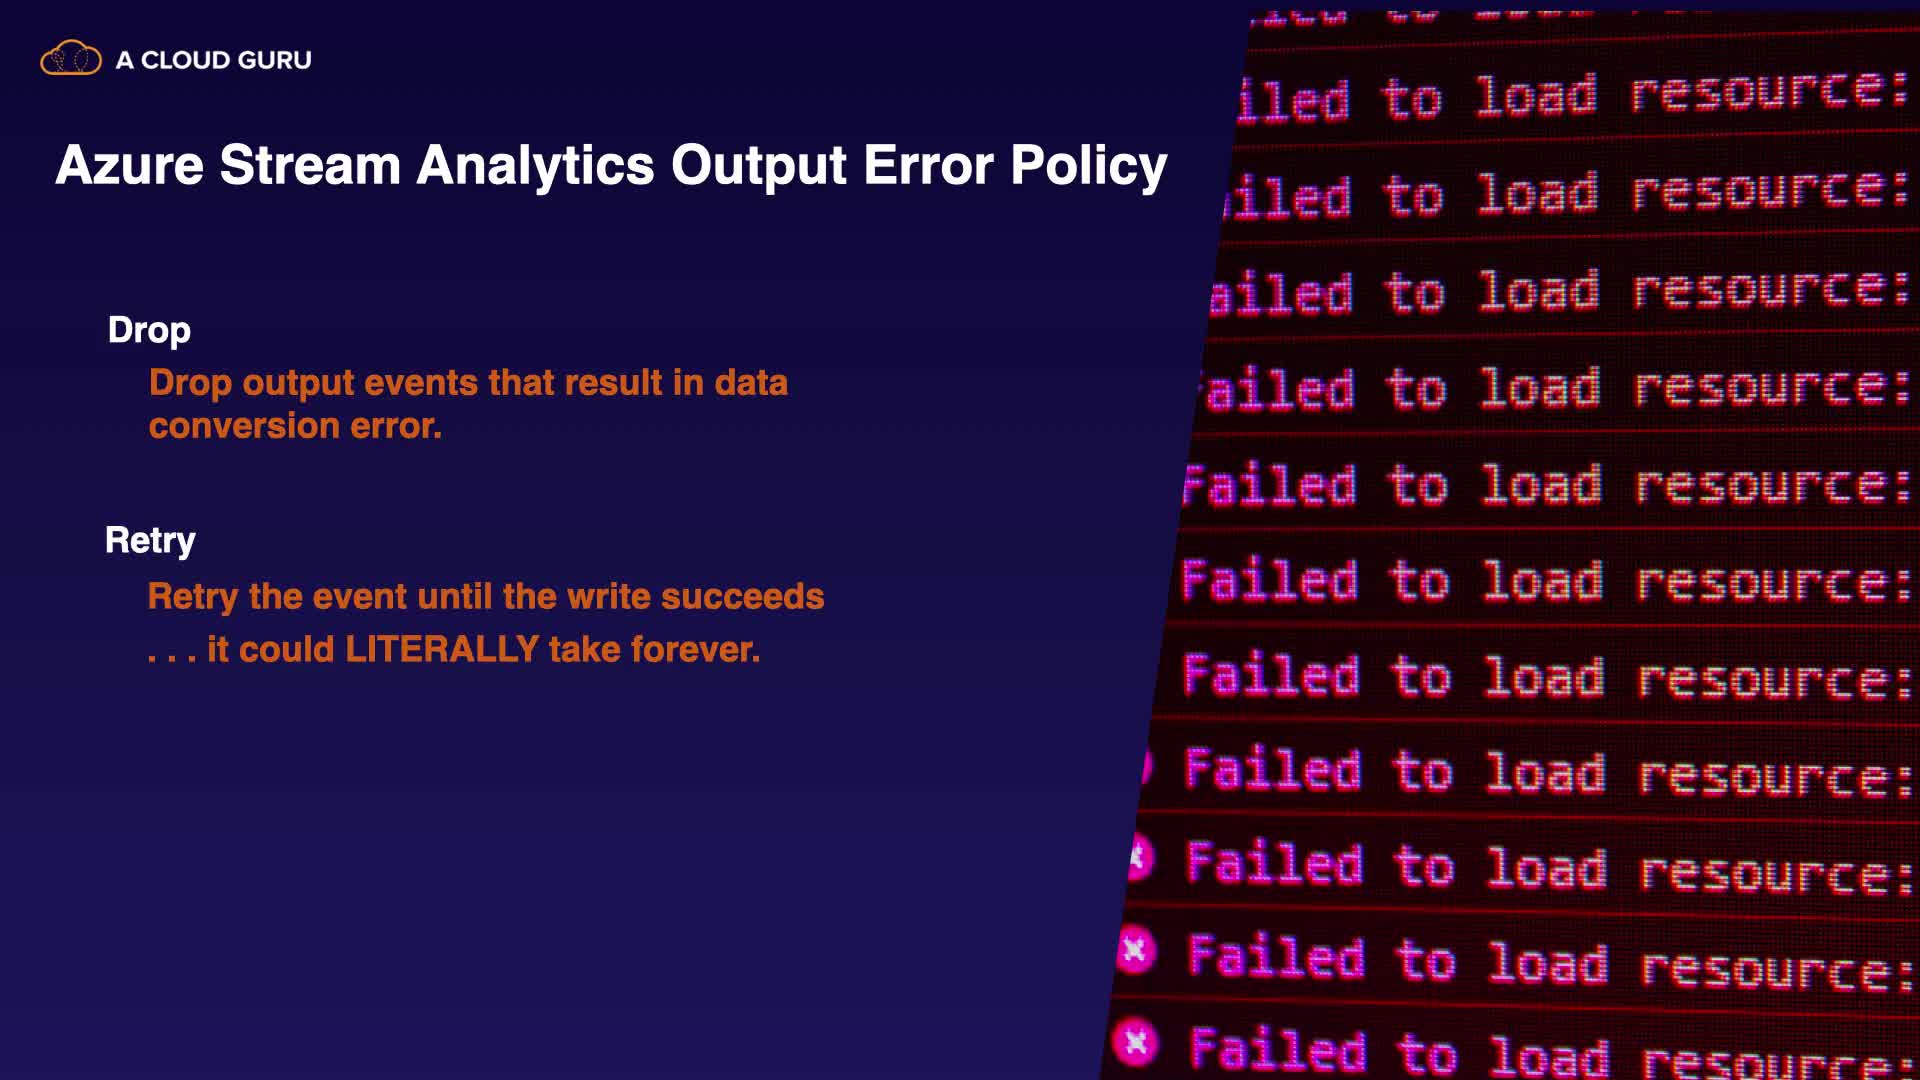 A CLOUD GURU
Azure Stream Analytics Output Error Policy
Drop
Drop output events that result in data
conversion error.
Retry
Retry the event until the write succeeds
. . . it could LITERALLY take forever.
to
iled to load resource:
iled to load resource:
ailed to load resource:
ailed to load resource:
Failed to load resource:
Failed to load resource:
Failed to load resource:
Failed to load resource:
Failed to load resource:
Failed to load resource:
Failed to load resource: